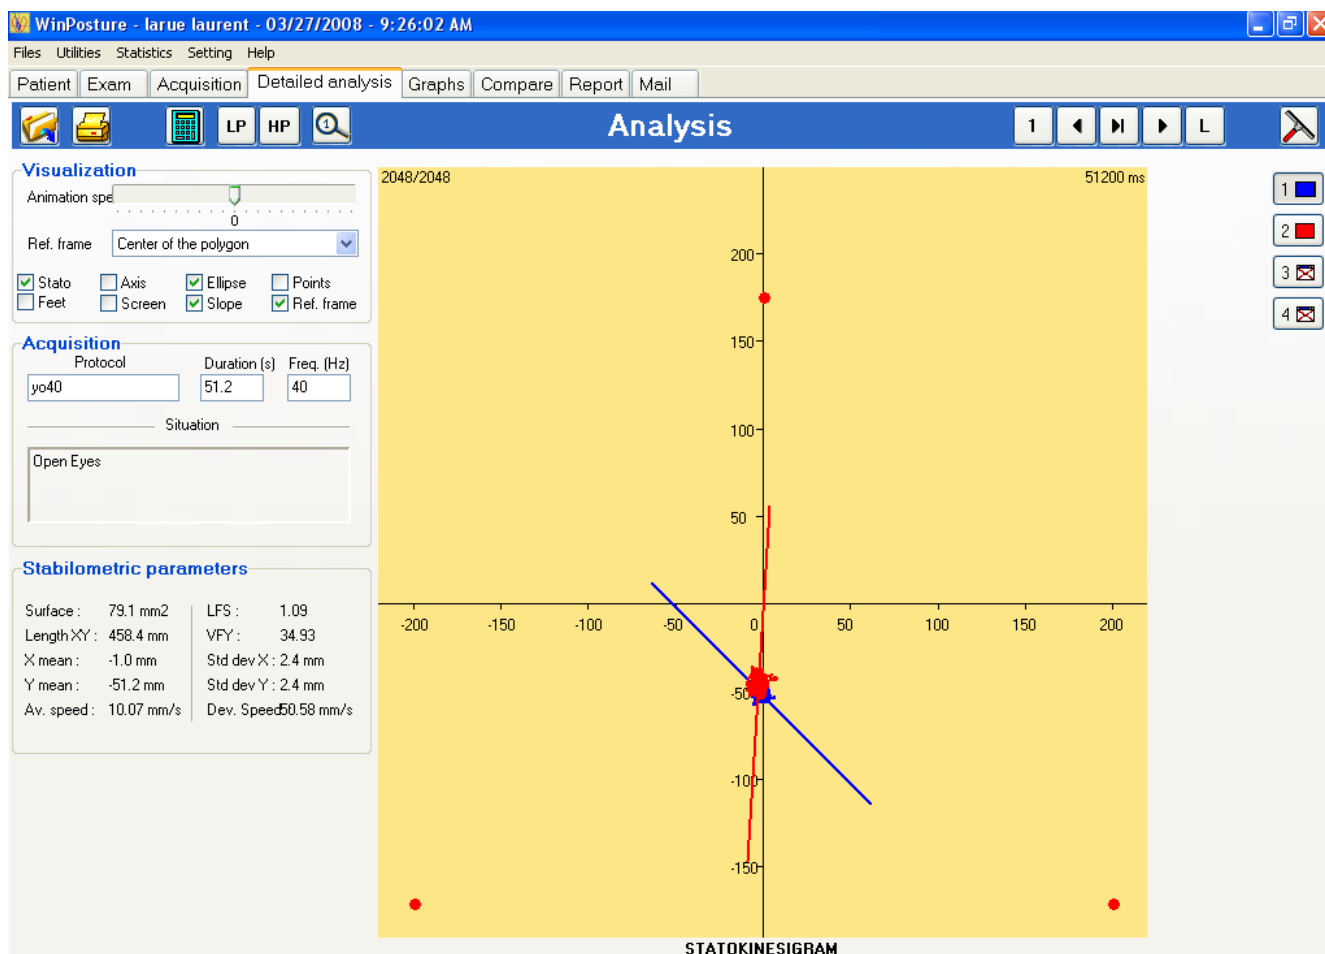 WinPosture - larue laurent - 03/27/2008 - 9:26:02 AM
Files Utilities Statistics Setting Help
Patient Exam Acquisition Detailed analysis Graphs Compare Report Mail
LP HP 1 Analysis 1 L
Visualization
Animation spe
0
Ref. frame Center of the polygon
Stato Axis Ellipse Points
Feet Screen Slope Ref. frame
Acquisition
Protocol Duration (s) Freq. (Hz)
yo40 51.2 40
Situation
Open Eyes
Stabilometric parameters
Surface : 79.1 mm2 LFS : 1.09
Length XY : 458.4 mm VFY : 34.93
X mean : -1.0 mm Std dev X : 2.4 mm
Y mean : -51.2 mm Std dev Y : 2.4 mm
Av. speed : 10.07 mm/s Dev. Speed 50.58 mm/s
2048/2048 51200 ms
200
150
100
50
-200 -150 -100 -50 0 50 100 150 200
-50
-100
-150
STATOKINESIGRAM
1
2
3
4